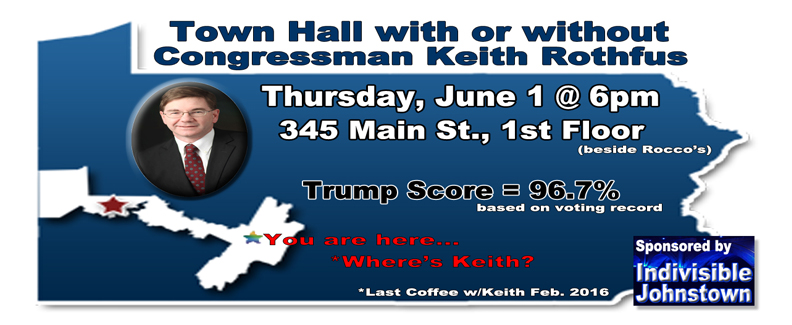 Town Hall with or without
Congressman Keith Rothfus
Thursday, June 1 @ 6pm
345 Main St., 1st Floor
(beside Rocco's)
Trump Score = 96.7%
based on voting record
You are here...
*Where's Keith?
*Last Coffee w/Keith Feb. 2016
Sponsored by
Indivisible
Johnstown